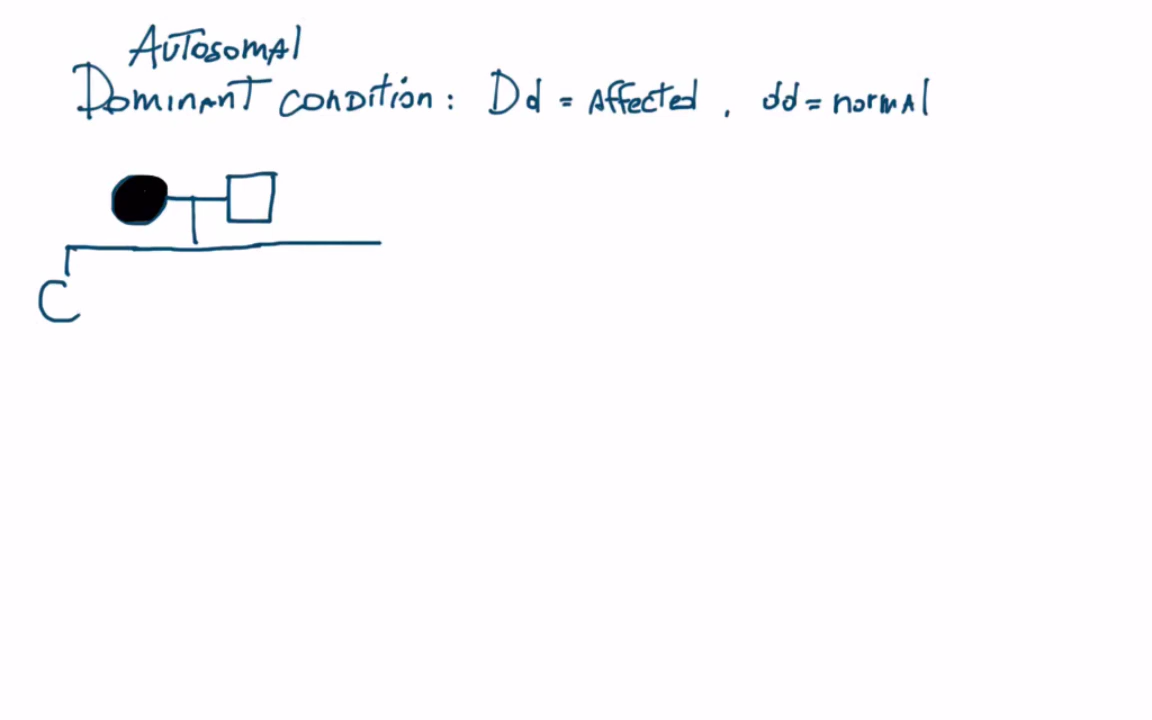 Autosomal
Dominant condition: Dd = Affected, dd = normal